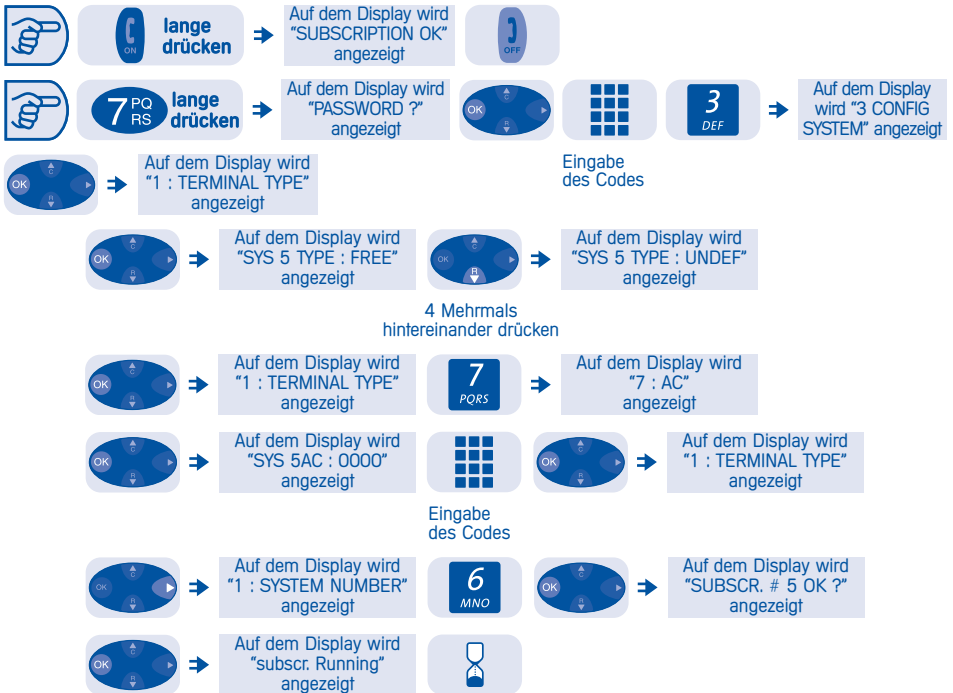 ON
lange
drücken
Auf dem Display wird
"SUBSCRIPTION OK"
angezeigt
OFF
7 PQ
RS
lange
drücken
Auf dem Display wird
"PASSWORD ?"
angezeigt
C
OK
R
3
DEF
Auf dem Display
wird "3 CONFIG
SYSTEM" angezeigt
Eingabe
des Codes
C
OK
R
Auf dem Display wird
"1 : TERMINAL TYPE"
angezeigt
C
OK
R
Auf dem Display wird
"SYS 5 TYPE : FREE"
angezeigt
C
OK
R
Auf dem Display wird
"SYS 5 TYPE : UNDEF"
angezeigt
4 Mehrmals
hintereinander drücken
C
OK
R
Auf dem Display wird
"1 : TERMINAL TYPE"
angezeigt
7
PQRS
Auf dem Display wird
"7 : AC"
angezeigt
C
OK
R
Auf dem Display wird
"SYS 5AC : 0000"
angezeigt
C
OK
R
Auf dem Display wird
"1 : TERMINAL TYPE"
angezeigt
Eingabe
des Codes
C
OK
R
Auf dem Display wird
"1 : SYSTEM NUMBER"
angezeigt
6
MNO
C
OK
R
Auf dem Display wird
"SUBSCR. # 5 OK ?"
angezeigt
C
OK
R
Auf dem Display wird
"subscr. Running"
angezeigt